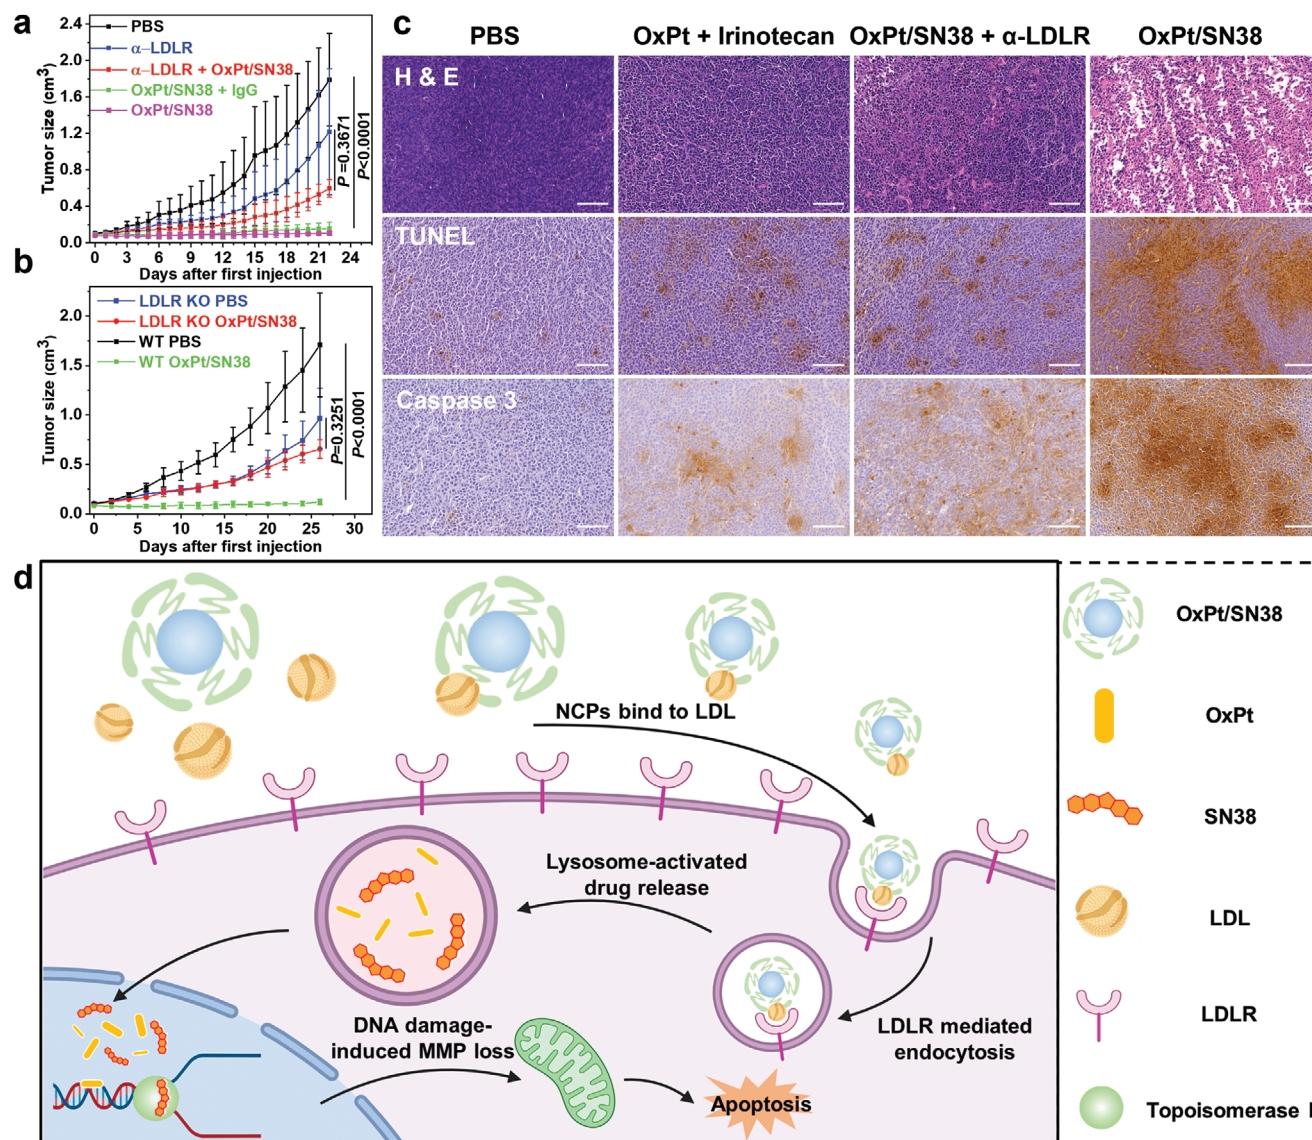 a
PBS
α-LDLR
α-LDLR + OxPt/SN38
OxPt/SN38 + IgG
OxPt/SN38
Tumor size (cm3)
2.4
2.0
1.6
1.2
0.8
0.4
0.0
0 3 6 9 12 15 18 21 24
Days after first injection
P=0.3671
P<0.0001
b
LDLR KO PBS
LDLR KO OxPt/SN38
WT PBS
WT OxPt/SN38
Tumor size (cm3)
2.0
1.5
1.0
0.5
0.0
0 5 10 15 20 25 30
Days after first injection
P=0.3251
P<0.0001
c
PBS
OxPt + Irinotecan
OxPt/SN38 + α-LDLR
OxPt/SN38
H & E
TUNEL
Caspase 3
d
NCPs bind to LDL
Lysosome-activated
drug release
LDLR mediated
endocytosis
DNA damage-
induced MMP loss
Apoptosis
OxPt/SN38
OxPt
SN38
LDL
LDLR
Topoisomerase I